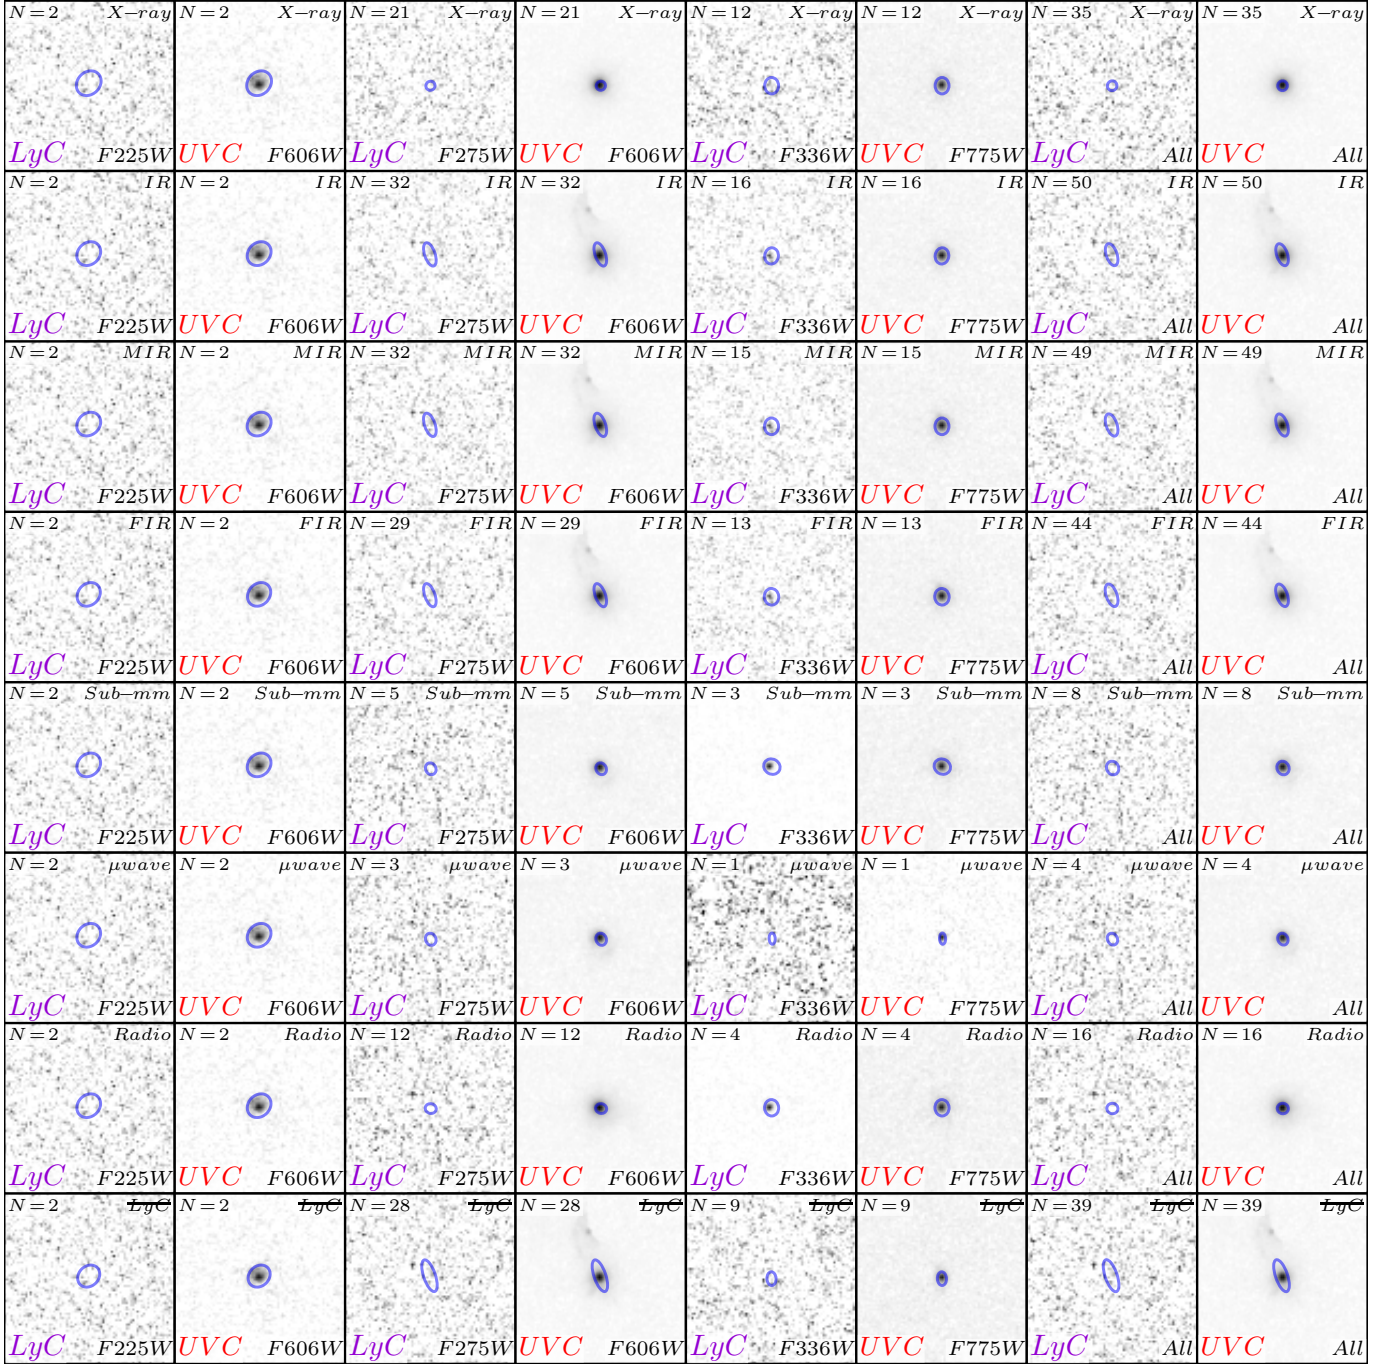 N=2 X−ray N=2 X−ray N=21 X−ray N=21 X−ray N=12 X−ray N=12 X−ray N=35 X−ray N=35 X−ray
LyC F225W UVC F606W LyC F275W UVC F606W LyC F336W UVC F775W LyC All UVC All
N=2 IR N=2 IR N=32 IR N=32 IR N=16 IR N=16 IR N=50 IR N=50 IR
LyC F225W UVC F606W LyC F275W UVC F606W LyC F336W UVC F775W LyC All UVC All
N=2 MIR N=2 MIR N=32 MIR N=32 MIR N=15 MIR N=15 MIR N=49 MIR N=49 MIR
LyC F225W UVC F606W LyC F275W UVC F606W LyC F336W UVC F775W LyC All UVC All
N=2 FIR N=2 FIR N=29 FIR N=29 FIR N=13 FIR N=13 FIR N=44 FIR N=44 FIR
LyC F225W UVC F606W LyC F275W UVC F606W LyC F336W UVC F775W LyC All UVC All
N=2 Sub−mm N=2 Sub−mm N=5 Sub−mm N=5 Sub−mm N=3 Sub−mm N=3 Sub−mm N=8 Sub−mm N=8 Sub−mm
LyC F225W UVC F606W LyC F275W UVC F606W LyC F336W UVC F775W LyC All UVC All
N=2 μwave N=2 μwave N=3 μwave N=3 μwave N=1 μwave N=1 μwave N=4 μwave N=4 μwave
LyC F225W UVC F606W LyC F275W UVC F606W LyC F336W UVC F775W LyC All UVC All
N=2 Radio N=2 Radio N=12 Radio N=12 Radio N=4 Radio N=4 Radio N=16 Radio N=16 Radio
LyC F225W UVC F606W LyC F275W UVC F606W LyC F336W UVC F775W LyC All UVC All
N=2 LyC N=2 LyC N=28 LyC N=28 LyC N=9 LyC N=9 LyC N=39 LyC N=39 LyC
LyC F225W UVC F606W LyC F275W UVC F606W LyC F336W UVC F775W LyC All UVC All